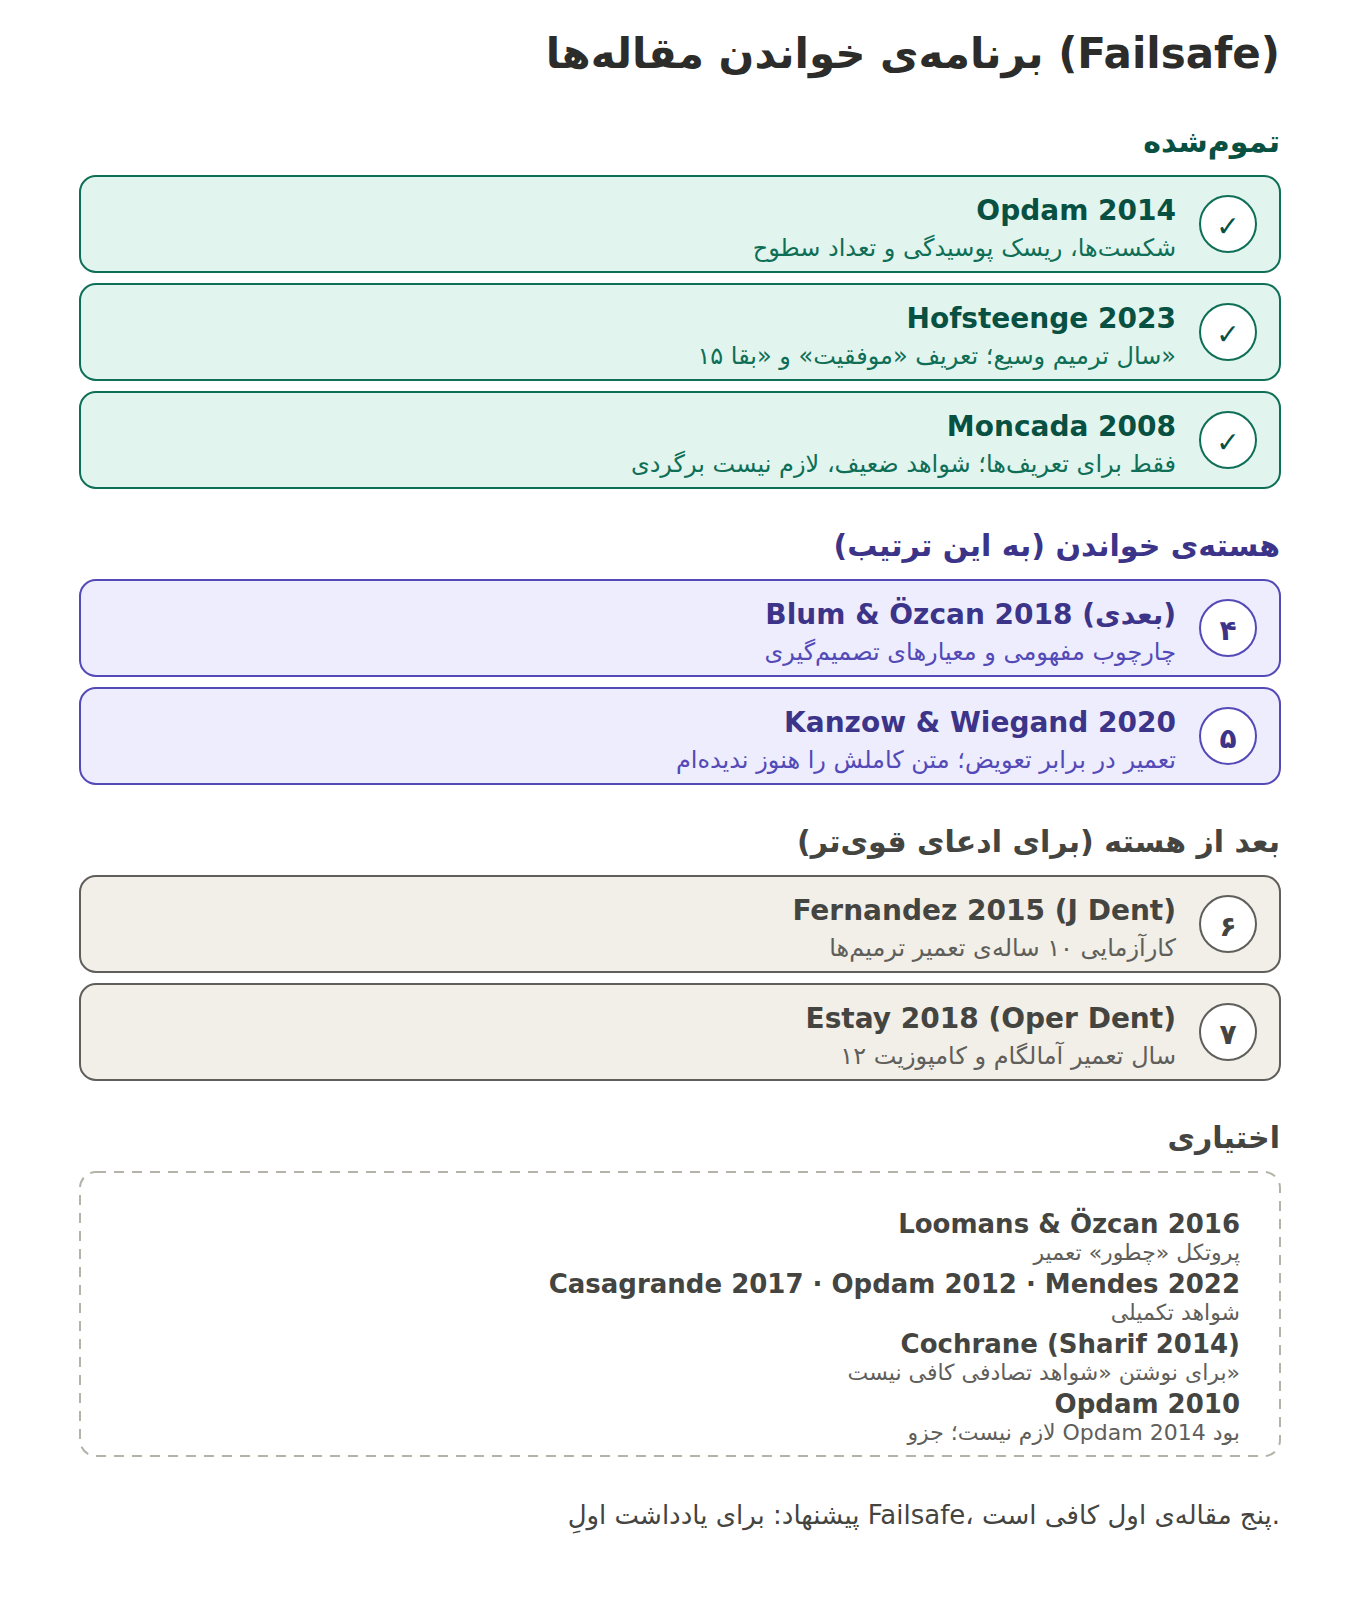 برنامه‌ی خواندن مقاله‌ها (Failsafe)
تموم‌شده
✓
Opdam 2014
شکست‌ها، ریسک پوسیدگی و تعداد سطوح
✓
Hofsteenge 2023
۱۵ سال ترمیم وسیع؛ تعریف «موفقیت» و «بقا»
✓
Moncada 2008
فقط برای تعریف‌ها؛ شواهد ضعیف، لازم نیست برگردی
هسته‌ی خواندن (به این ترتیب)
۴
Blum & Özcan 2018 (بعدی)
چارچوب مفهومی و معیارهای تصمیم‌گیری
۵
Kanzow & Wiegand 2020
تعمیر در برابر تعویض؛ متن کاملش را هنوز ندیده‌ام
بعد از هسته (برای ادعای قوی‌تر)
۶
Fernandez 2015 (J Dent)
کارآزمایی ۱۰ ساله‌ی تعمیر ترمیم‌ها
۷
Estay 2018 (Oper Dent)
۱۲ سال تعمیر آمالگام و کامپوزیت
اختیاری
Loomans & Özcan 2016
پروتکل «چطور» تعمیر
Casagrande 2017 · Opdam 2012 · Mendes 2022
شواهد تکمیلی
Cochrane (Sharif 2014)
برای نوشتن «شواهد تصادفی کافی نیست»
Opdam 2010
لازم نیست؛ جزو Opdam 2014 بود
پیشنهاد: برای یادداشت اولِ Failsafe، پنج مقاله‌ی اول کافی است.